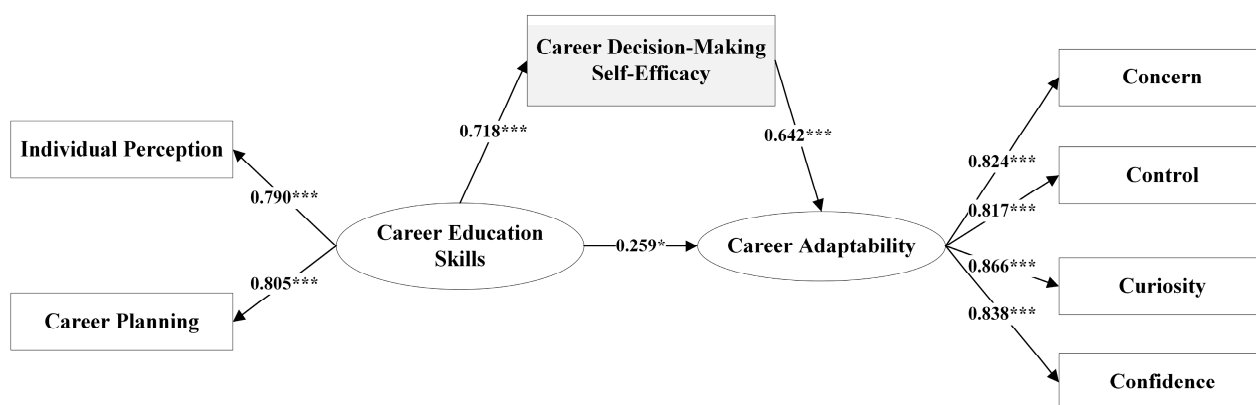 Career Decision-Making
Self-Efficacy
Concern
0.718***
0.642***
Individual Perception
0.824***
Control
0.790***
0.817***
Career Education
Skills
0.259*
Career Adaptability
0.866***
Curiosity
0.805***
Career Planning
0.838***
Confidence